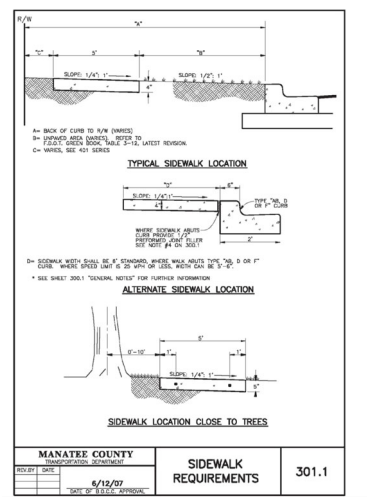 R/W
"A"
"C" 5' "B"
SLOPE: 1/4": 1' SLOPE: 1/2": 1'
4"
A= BACK OF CURB TO R/W (VARIES)
B= UNPAVED AREA (VARIES). REFER TO
F.D.O.T. GREEN BOOK, TABLE 3-12, LATEST REVISION.
C= VARIES, SEE 401 SERIES
TYPICAL SIDEWALK LOCATION
"D" 6"
SLOPE: 1/4": 1'
4"
TYPE "AB, D
OR F" CURB
WHERE SIDEWALK ABUTS
CURB PROVIDE 1/2"
PREFORMED JOINT FILLER
SEE NOTE #4 ON 300.1
2'
D= SIDEWALK WIDTH SHALL BE 6' STANDARD, WHERE WALK ABUTS TYPE "AB, D OR F"
CURB. WHERE SPEED LIMIT IS 25 MPH OR LESS, WIDTH CAN BE 5'-6".
* SEE SHEET 300.1 "GENERAL NOTES" FOR FURTHER INFORMATION
ALTERNATE SIDEWALK LOCATION
5'
0'-10' 1' 1'
SLOPE: 1/4": 1'
5"
SIDEWALK LOCATION CLOSE TO TREES
MANATEE COUNTY
TRANSPORTATION DEPARTMENT
REV.BY DATE
6/12/07
DATE OF B.O.C.C. APPROVAL
SIDEWALK
REQUIREMENTS
301.1